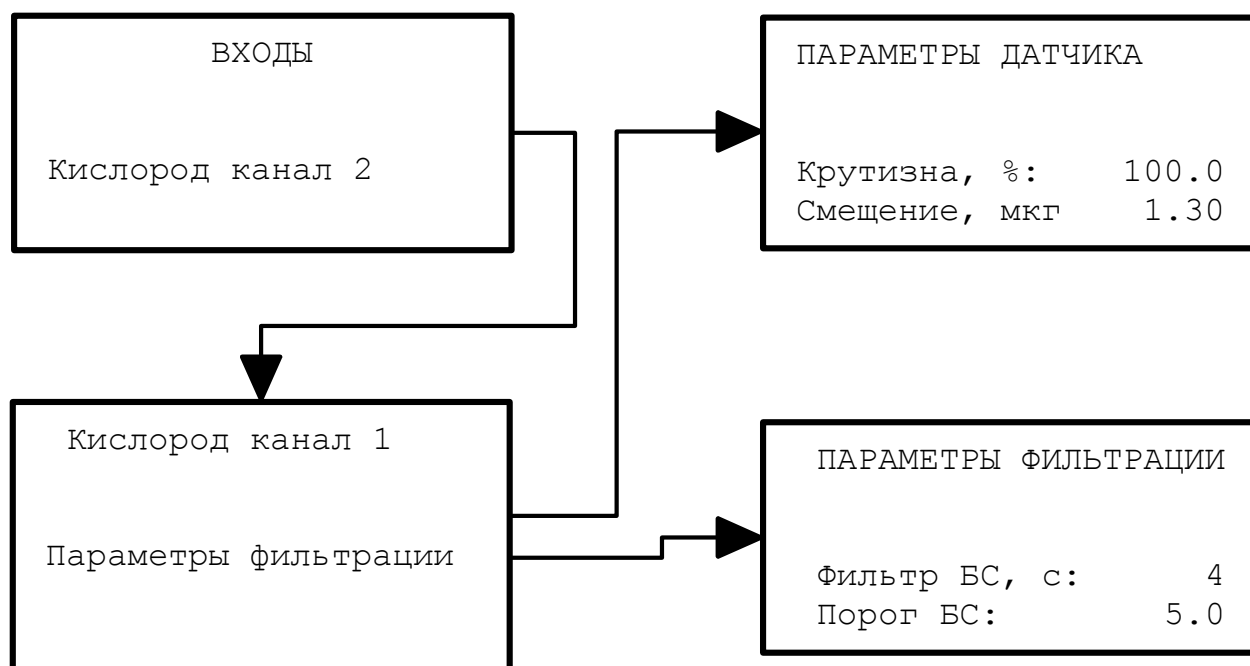 ВХОДЫ
Кислород канал 2
ПАРАМЕТРЫ ДАТЧИКА
Крутизна, %: 100.0
Смещение, мкг 1.30
Кислород канал 1
Параметры фильтрации
ПАРАМЕТРЫ ФИЛЬТРАЦИИ
Фильтр БС, с: 4
Порог БС: 5.0